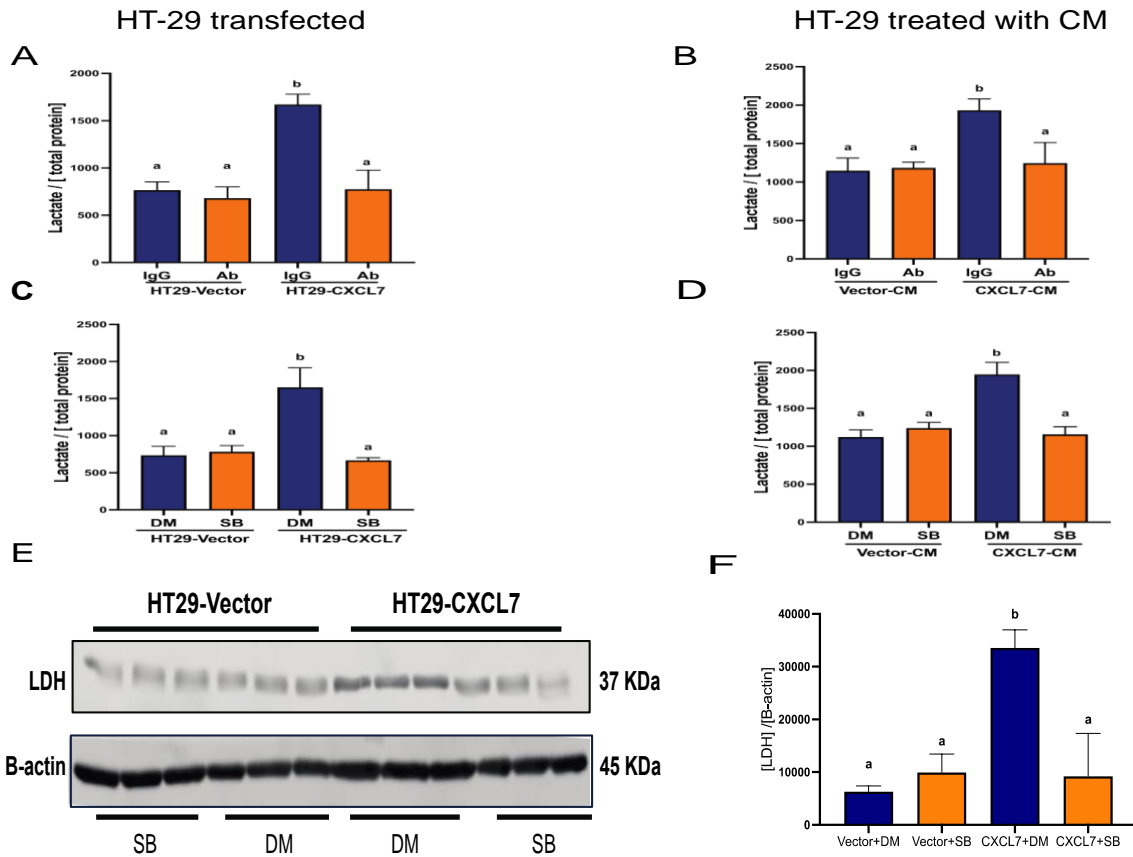 HT-29 transfected
HT-29 treated with CM
A
Lactate / [ total protein]
2000
1500
1000
500
0
a
a
b
a
IgG Ab IgG Ab
HT29-Vector HT29-CXCL7
B
Lactate / [ total protein]
2500
2000
1500
1000
500
0
a
a
b
a
IgG Ab IgG Ab
Vector-CM CXCL7-CM
C
Lactate / [ total protein]
2500
2000
1500
1000
500
0
a
a
b
a
DM SB DM SB
HT29-Vector HT29-CXCL7
D
Lactate / [ total protein]
2500
2000
1500
1000
500
0
a
a
b
a
DM SB DM SB
Vector-CM CXCL7-CM
E
HT29-Vector HT29-CXCL7
LDH 37 KDa
B-actin 45 KDa
SB DM DM SB
F
[LDH] /[B-actin]
40000
30000
20000
10000
0
a
a
b
a
Vector+DM Vector+SB CXCL7+DM CXCL7+SB